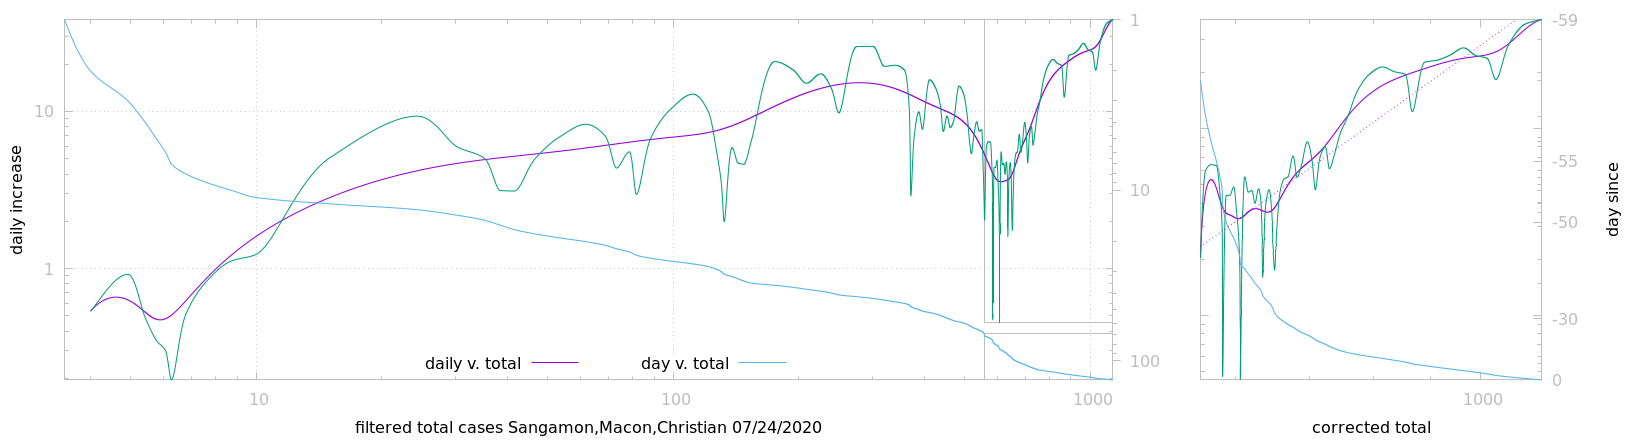 1 -59
10
daily increase
-55
day since
10
-50
1
-30
daily v. total day v. total
100
0
10 100 1000 1000
filtered total cases Sangamon,Macon,Christian 07/24/2020 corrected total